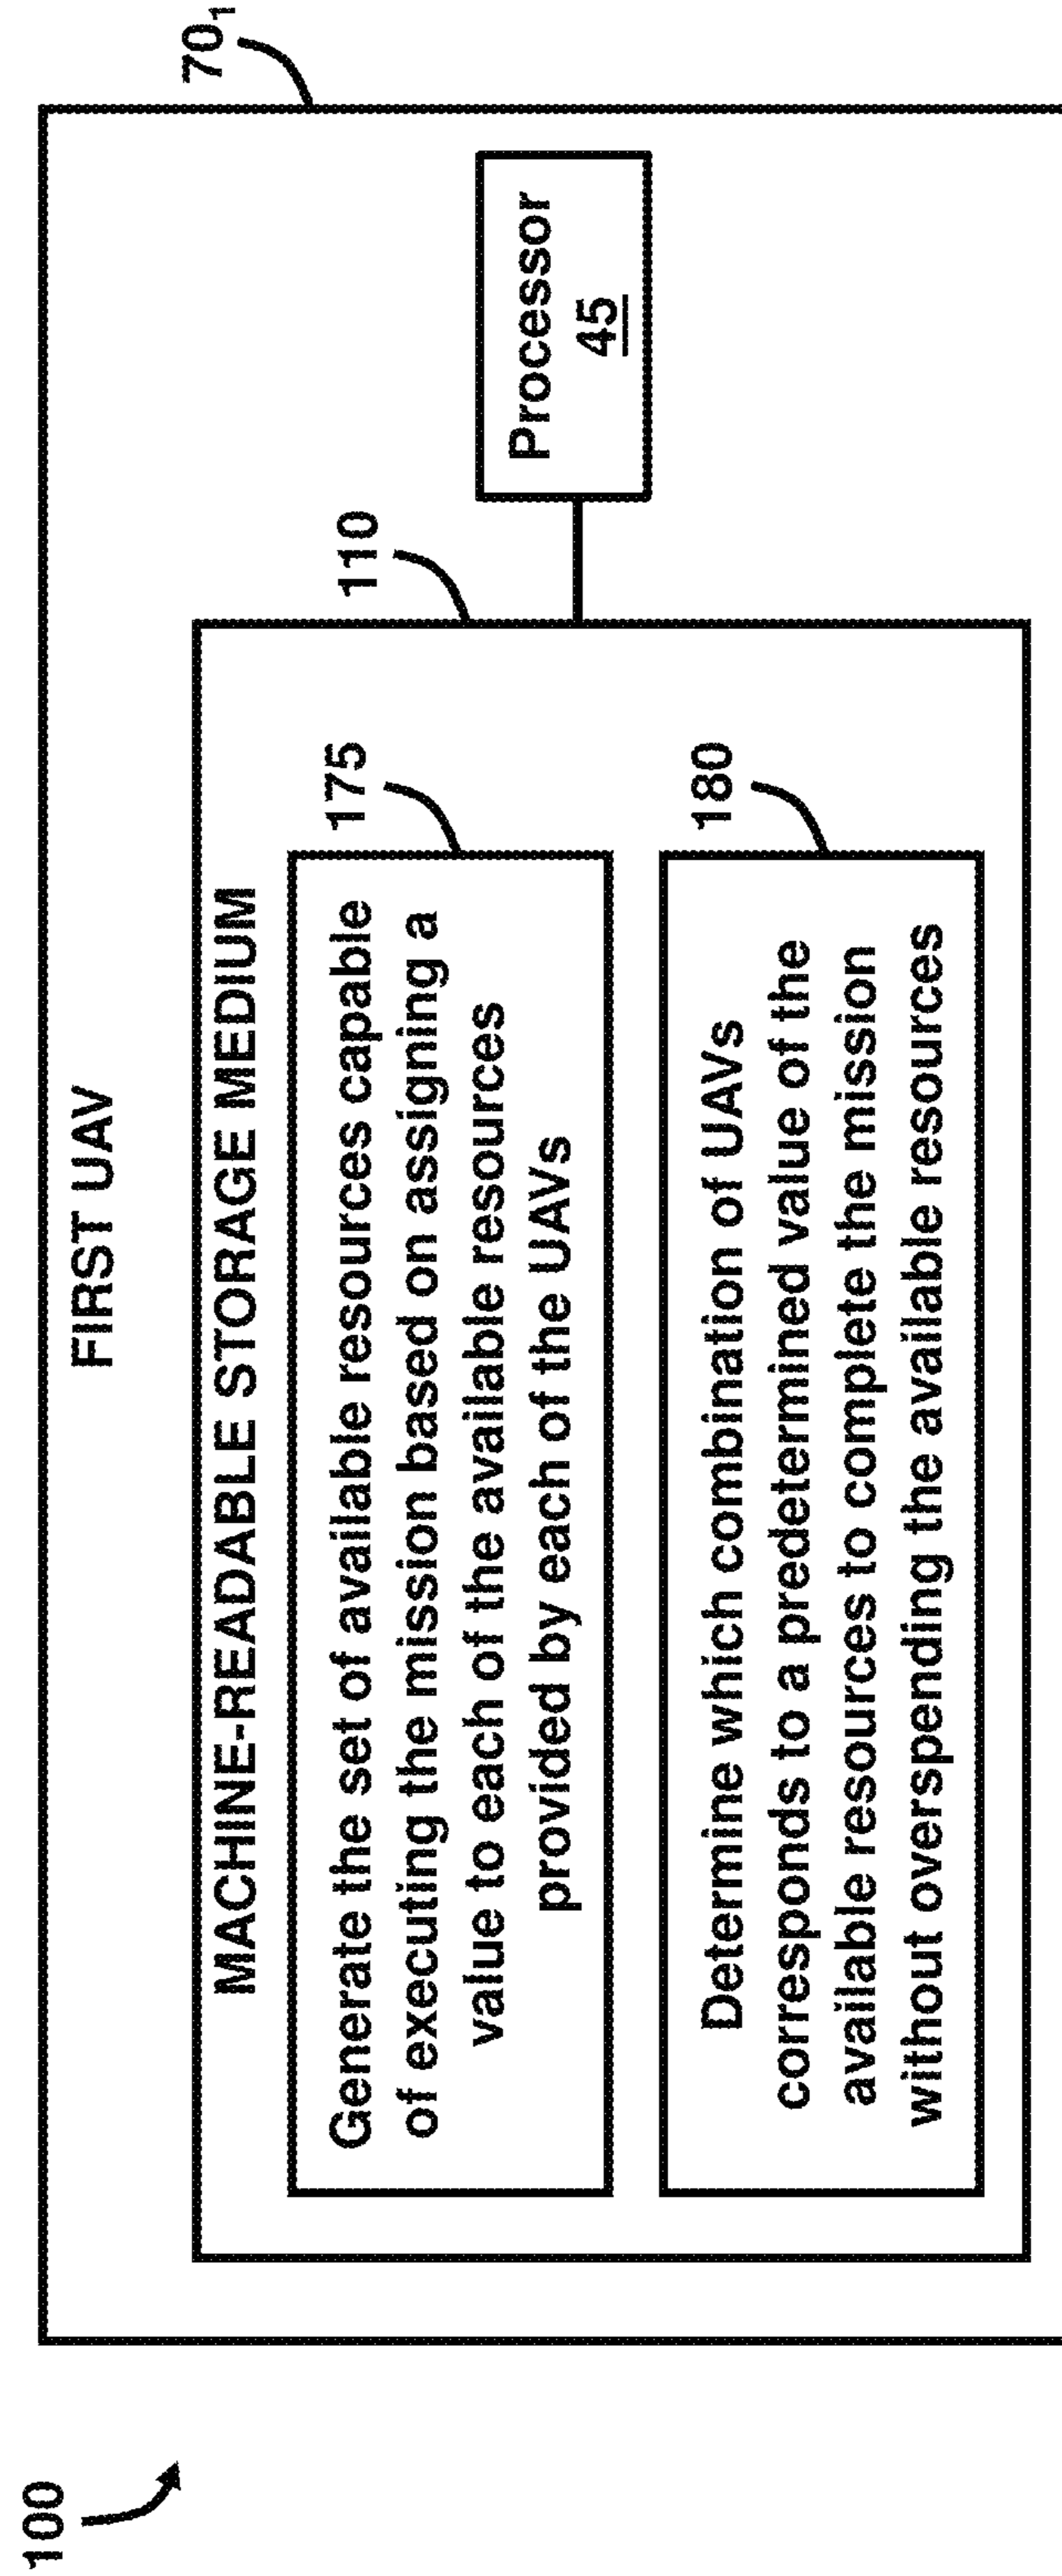 100
70₁
FIRST UAV
110
MACHINE-READABLE STORAGE MEDIUM
175
Generate the set of available resources capable
of executing the mission based on assigning a
value to each of the available resources
provided by each of the UAVs
Processor
45
180
Determine which combination of UAVs
corresponds to a predetermined value of the
available resources to complete the mission
without overspending the available resources